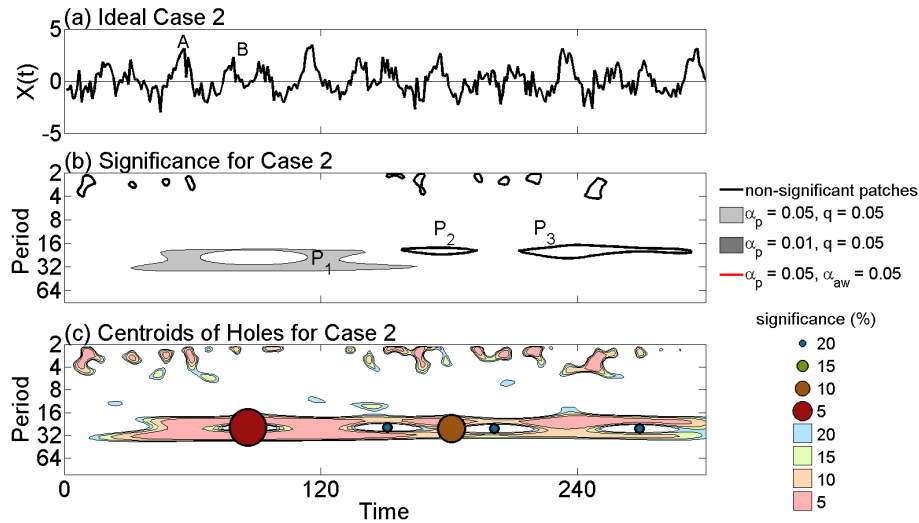 (a) Ideal Case 2
5
0
-5
X(t)
A
B
(b) Significance for Case 2
2
4
8
16
32
64
Period
P1
P2
P3
non-significant patches
αp = 0.05, q = 0.05
αp = 0.01, q = 0.05
αp = 0.05, αaw = 0.05
(c) Centroids of Holes for Case 2
2
4
8
16
32
64
Period
0
120
240
Time
significance (%)
20
15
10
5
20
15
10
5